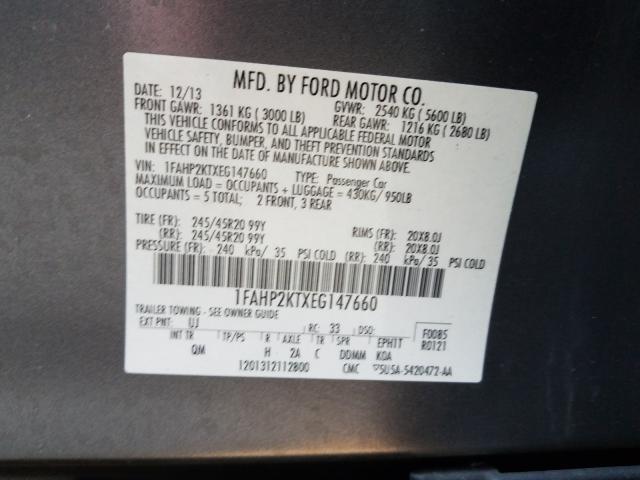 MFD. BY FORD MOTOR CO.
DATE: 12/13 GVWR: 2540 KG ( 5600 LB)
FRONT GAWR: 1361 KG ( 3000 LB) REAR GAWR: 1216 KG ( 2680 LB)
THIS VEHICLE CONFORMS TO ALL APPLICABLE FEDERAL MOTOR
VEHICLE SAFETY, BUMPER, AND THEFT PREVENTION STANDARDS
IN EFFECT ON THE DATE OF MANUFACTURE SHOWN ABOVE.
VIN: 1FAHP2KTXEG147660 TYPE: Passenger Car
MAXIMUM LOAD = OCCUPANTS + LUGGAGE = 430KG/ 950LB
OCCUPANTS = 5 TOTAL; 2 FRONT, 3 REAR
TIRE (FR): 245/45R20 99Y RIMS (FR): 20X8.0J
(RR): 245/45R20 99Y (RR): 20X8.0J
PRESSURE (FR): 240 kPa/ 35 PSI COLD (RR): 240 kPa/ 35 PSI COLD
1FAHP2KTXEG147660
TRAILER TOWING - SEE OWNER GUIDE
EXT PNT: UJ RC: 33 DSO: F0085
INT TR TP/PS R AXLE TR SPR EPHTT R0121
QM H 2A C DDMM KOA
1201312112800 CMC 5USA-5420472-AA